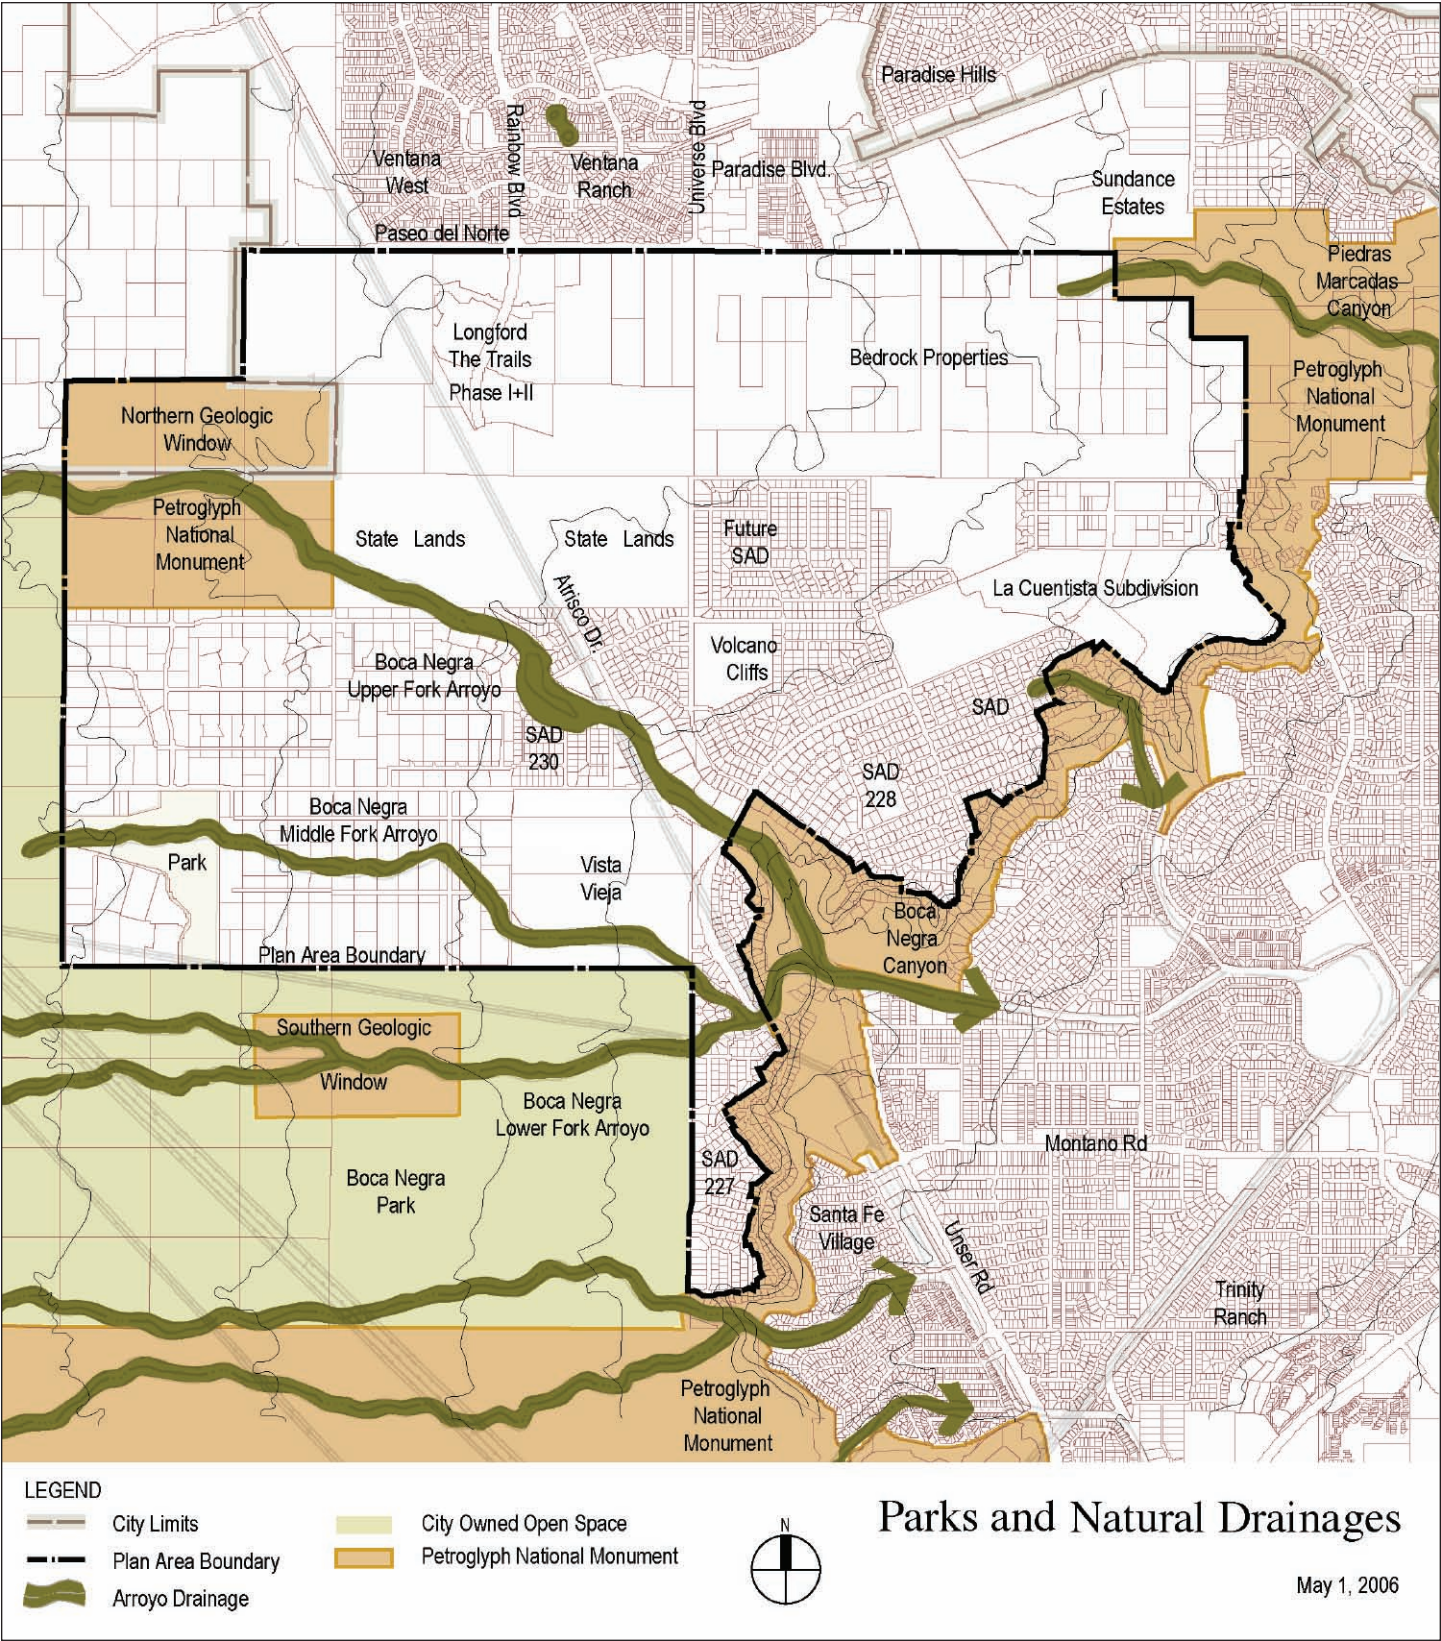 Paradise Hills
Rainbow Blvd
Universe Blvd
Ventana
West
Ventana
Ranch
Paradise Blvd.
Sundance
Estates
Paseo del Norte
Piedras
Marcadas
Canyon
Longford
The Trails
Phase I+II
Bedrock Properties
Petroglyph
National
Monument
Northern Geologic
Window
Petroglyph
National
Monument
State Lands
State Lands
Future
SAD
Atrisco Dr.
La Cuentista Subdivision
Volcano
Cliffs
Boca Negra
Upper Fork Arroyo
SAD
SAD
230
SAD
228
Boca Negra
Middle Fork Arroyo
Park
Vista
Vieja
Boca
Negra
Canyon
Plan Area Boundary
Southern Geologic
Window
Boca Negra
Lower Fork Arroyo
Montano Rd
SAD
227
Boca Negra
Park
Santa Fe
Village
Unser Rd
Trinity
Ranch
Petroglyph
National
Monument
LEGEND
City Limits
Plan Area Boundary
Arroyo Drainage
City Owned Open Space
Petroglyph National Monument
N
Parks and Natural Drainages
May 1, 2006